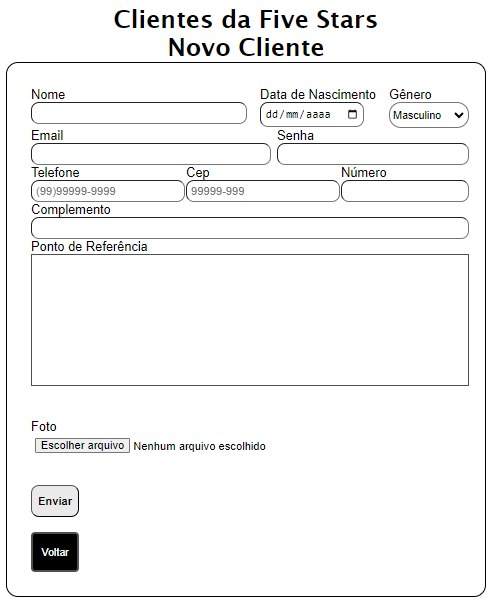 Clientes da Five Stars
Novo Cliente
Nome Data de Nascimento Gênero
dd/mm/aaaa Masculino
Email Senha
Telefone Cep Número
(99)99999-9999 99999-999
Complemento
Ponto de Referência
Foto
Escolher arquivo Nenhum arquivo escolhido
Enviar
Voltar